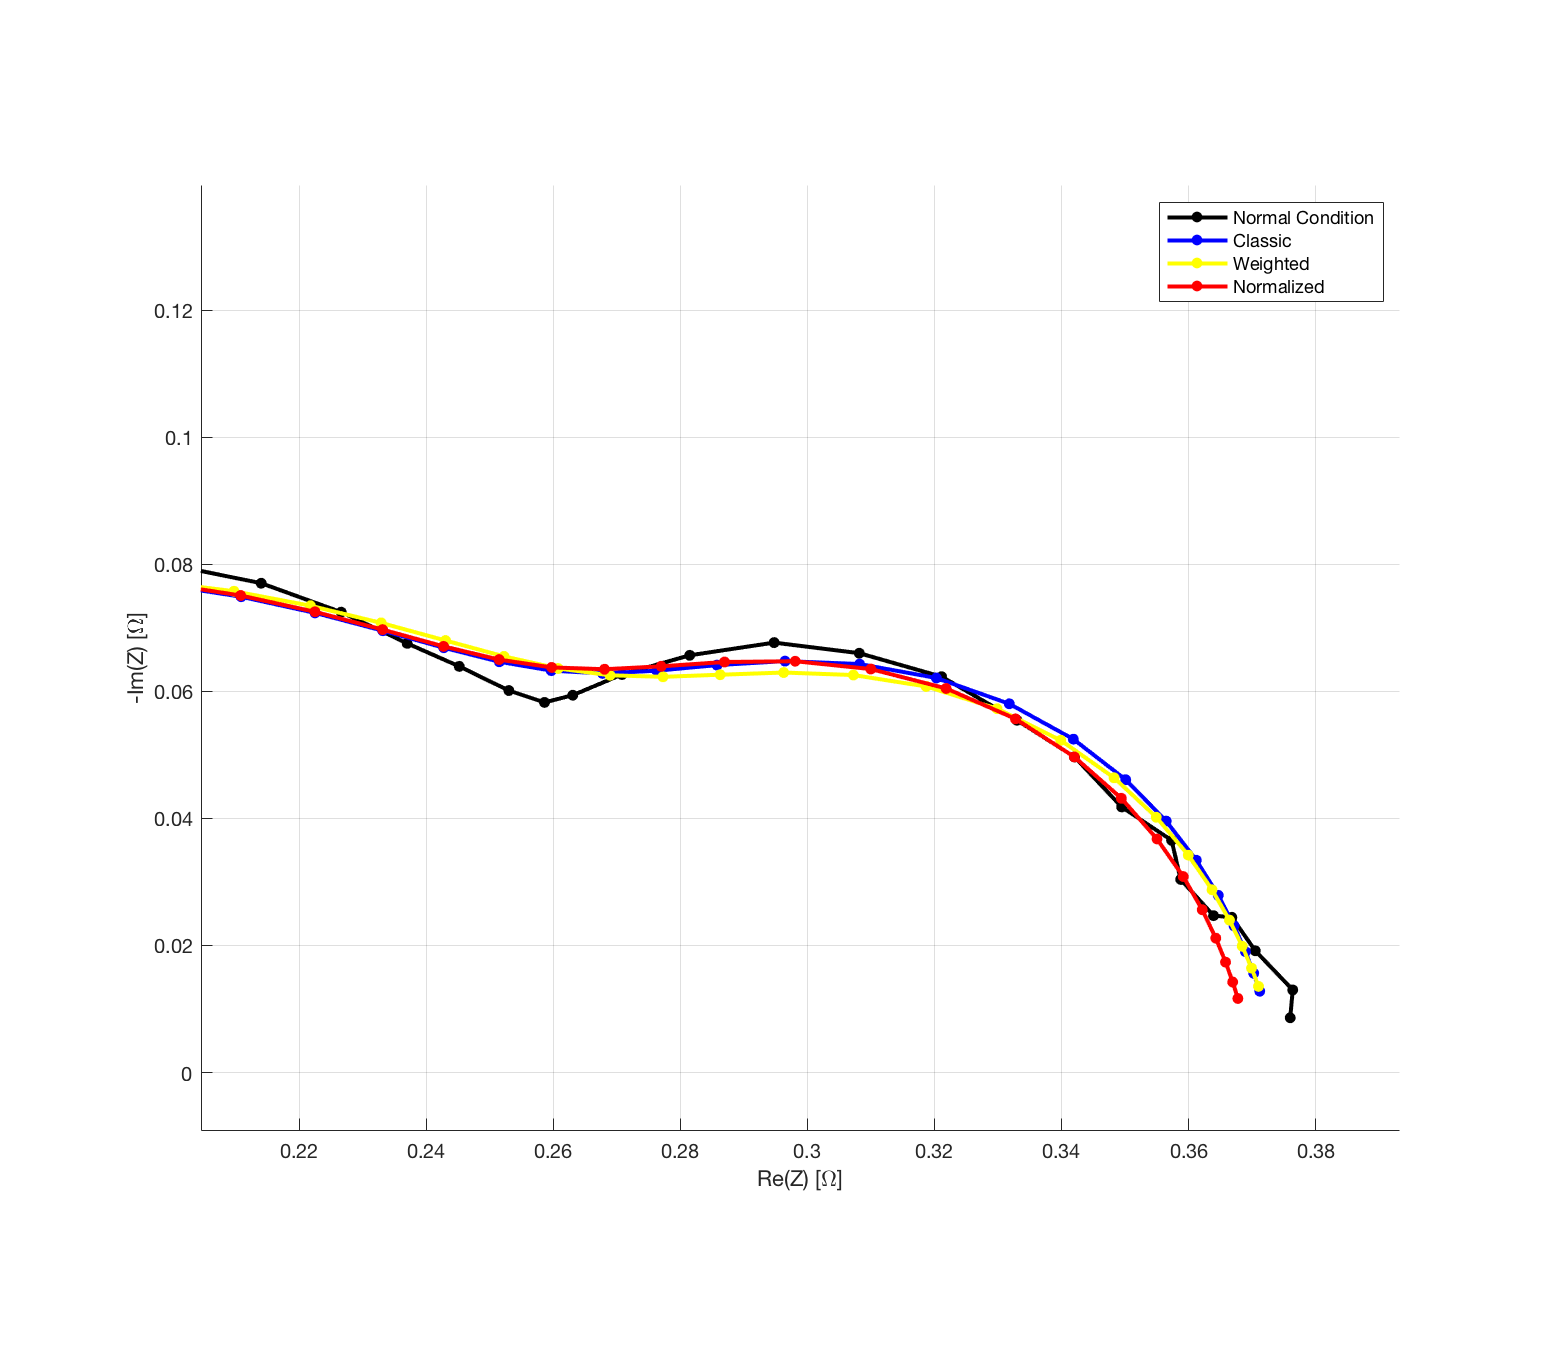 Normal Condition
Classic
Weighted
Normalized
0.12
0.1
0.08
0.06
0.04
0.02
0
-Im(Z) [Ω]
0.22 0.24 0.26 0.28 0.3 0.32 0.34 0.36 0.38
Re(Z) [Ω]